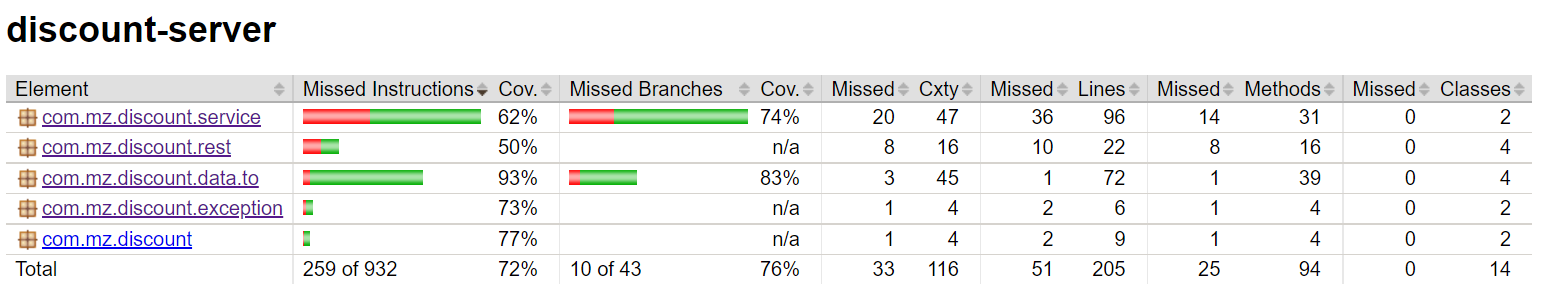 discount-server
Element Missed Instructions Cov. Missed Branches Cov. Missed Cxty Missed Lines Missed Methods Missed Classes
com.mz.discount.service 62% 74% 20 47 36 96 14 31 0 2
com.mz.discount.rest 50% n/a 8 16 10 22 8 16 0 4
com.mz.discount.data.to 93% 83% 3 45 1 72 1 39 0 4
com.mz.discount.exception 73% n/a 1 4 2 6 1 4 0 2
com.mz.discount 77% n/a 1 4 2 9 1 4 0 2
Total 259 of 932 72% 10 of 43 76% 33 116 51 205 25 94 0 14